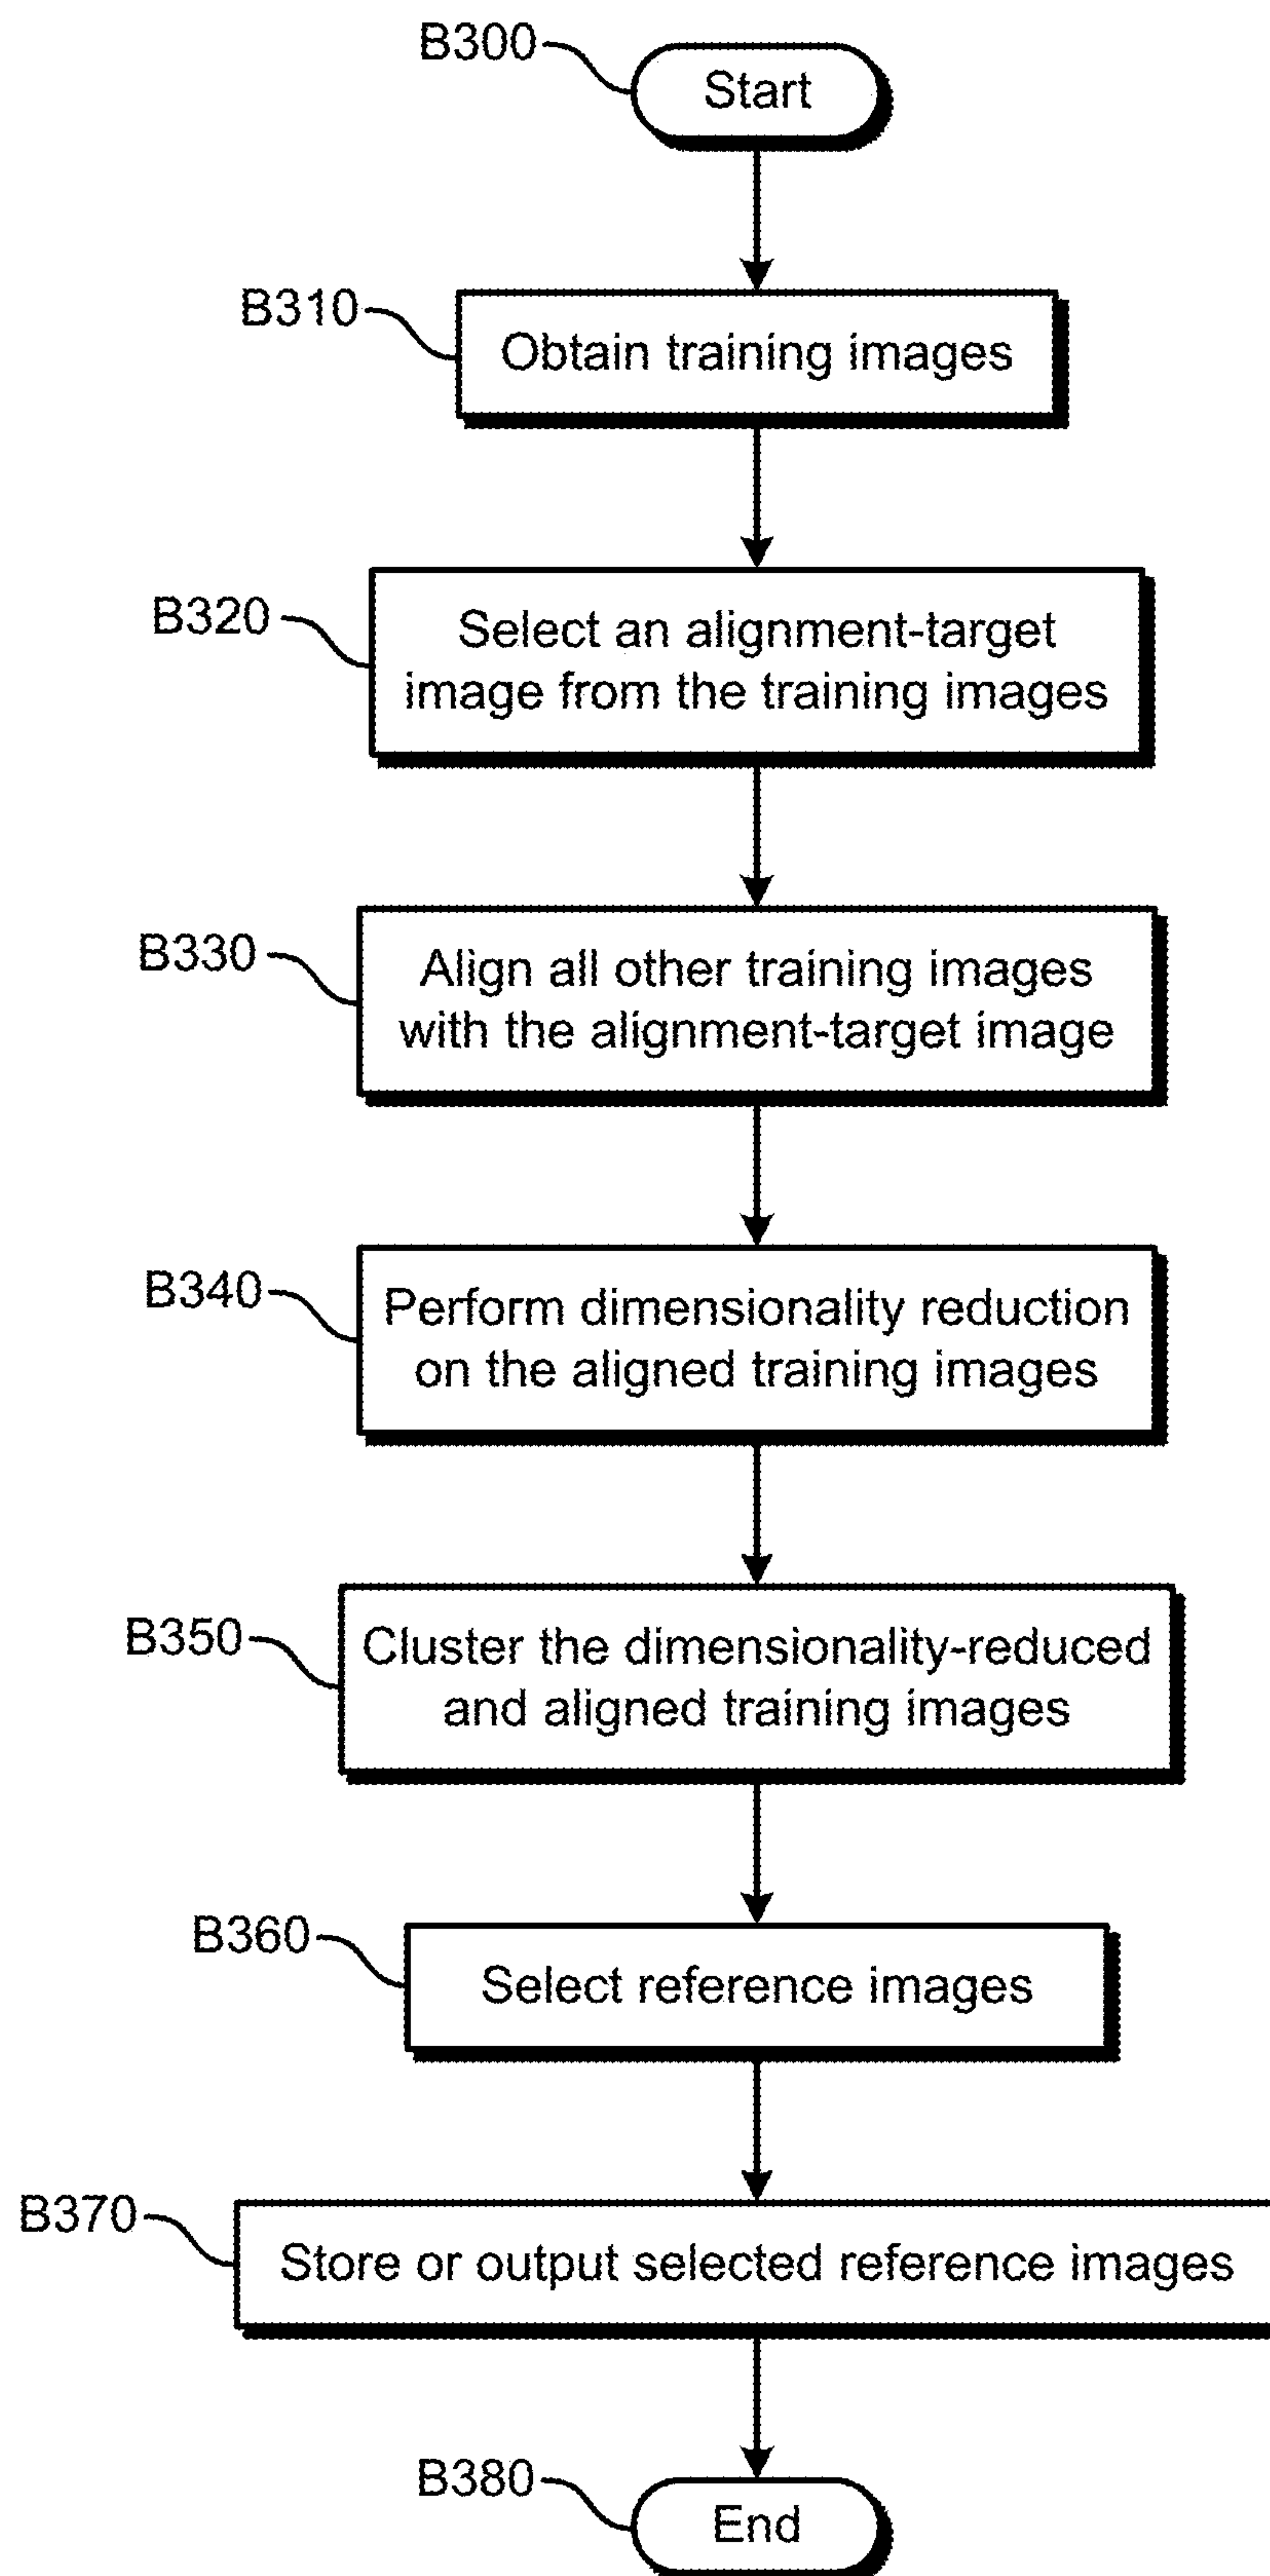 B300
Start
B310
Obtain training images
B320
Select an alignment-target
image from the training images
B330
Align all other training images
with the alignment-target image
B340
Perform dimensionality reduction
on the aligned training images
B350
Cluster the dimensionality-reduced
and aligned training images
B360
Select reference images
B370
Store or output selected reference images
B380
End